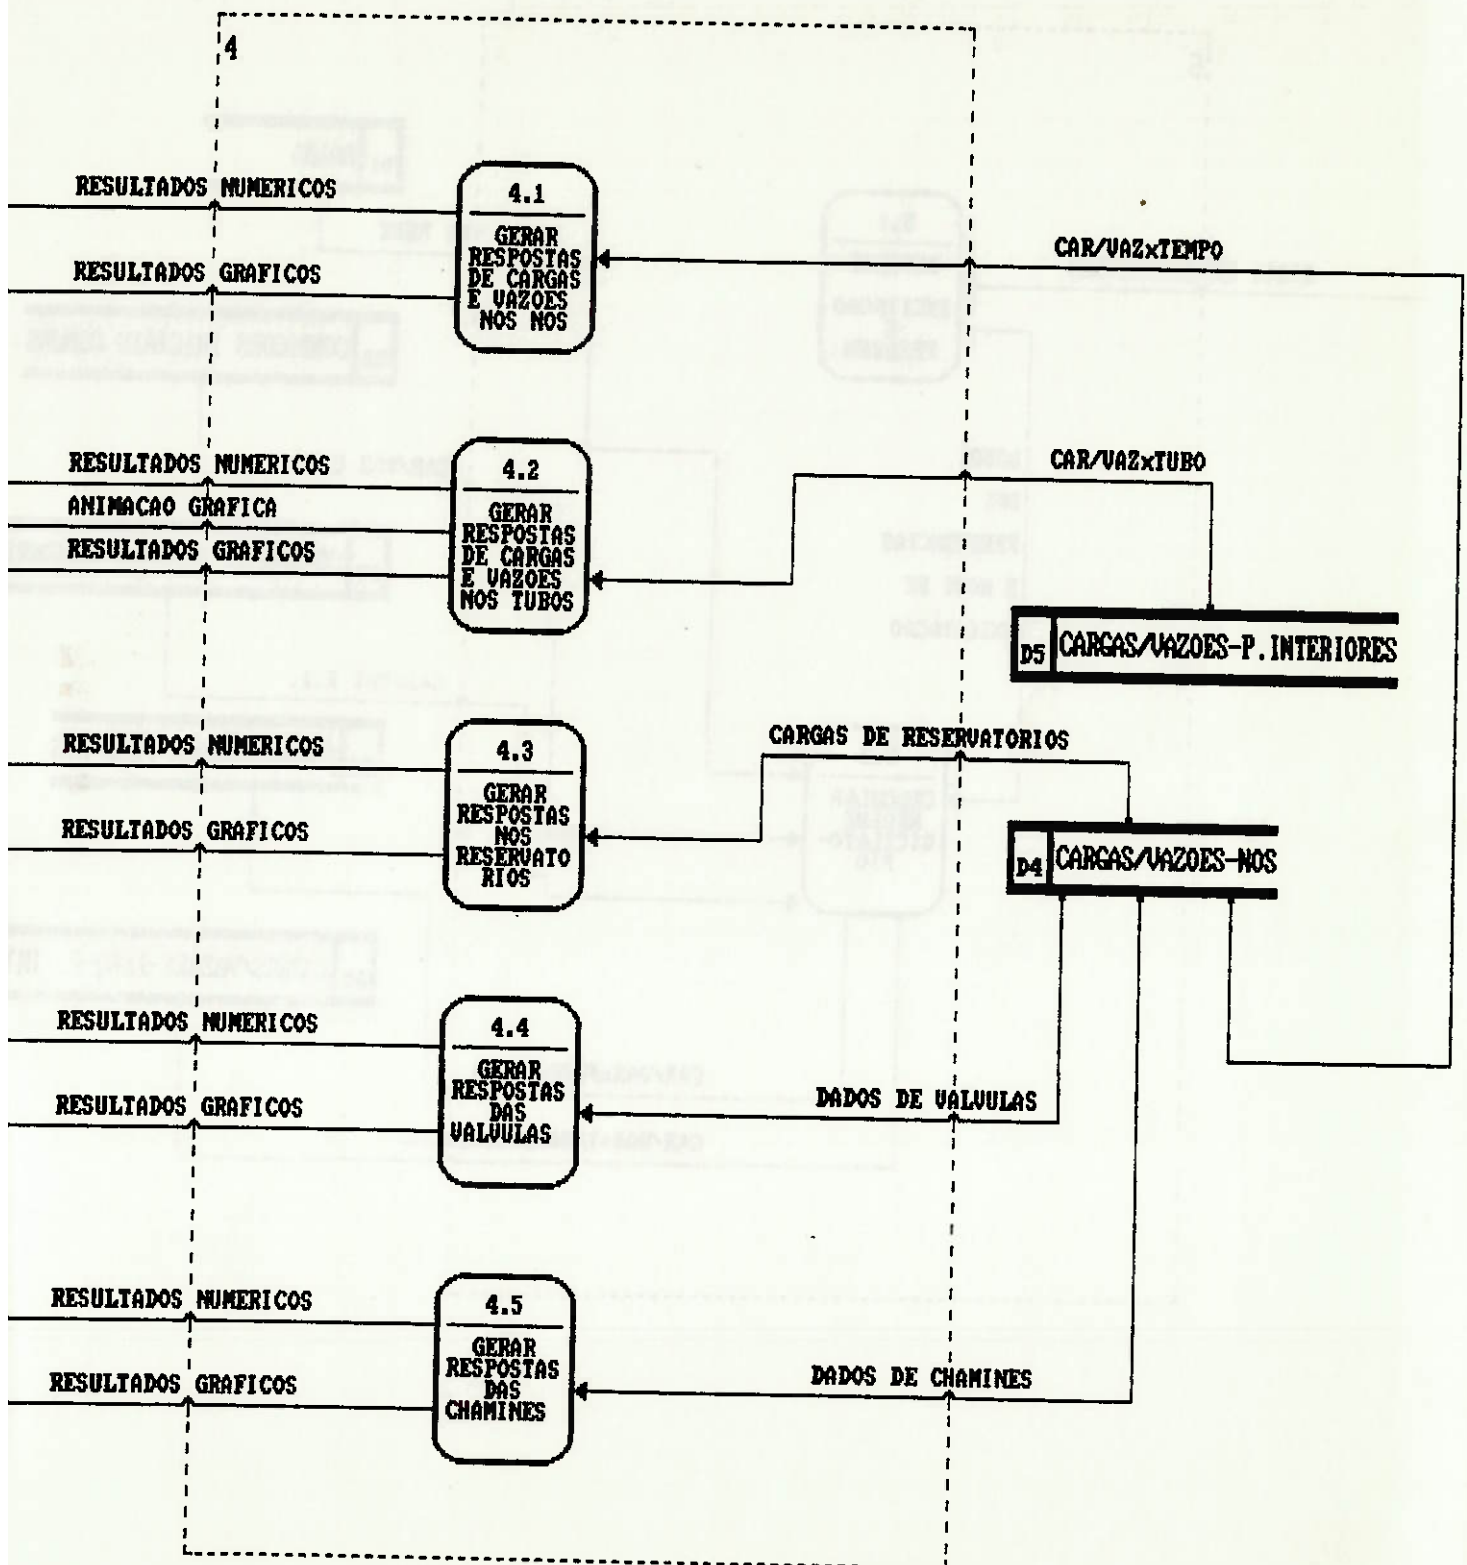 4
RESULTADOS NUMERICOS
4.1
GERAR
RESPOSTAS
DE CARGAS
E VAZOES
NOS NOS
CAR/VAZxTEMPO
RESULTADOS GRAFICOS
RESULTADOS NUMERICOS
ANIMACAO GRAFICA
RESULTADOS GRAFICOS
4.2
GERAR
RESPOSTAS
DE CARGAS
E VAZOES
NOS TUBOS
CAR/VAZxTUBO
D5 CARGAS/VAZOES-P.INTERIORES
RESULTADOS NUMERICOS
4.3
GERAR
RESPOSTAS
NOS
RESERVATO
RIOS
CARGAS DE RESERVATORIOS
RESULTADOS GRAFICOS
D4 CARGAS/VAZOES-NOS
RESULTADOS NUMERICOS
4.4
GERAR
RESPOSTAS
DAS
VALVULAS
DADOS DE VALVULAS
RESULTADOS GRAFICOS
RESULTADOS NUMERICOS
4.5
GERAR
RESPOSTAS
DAS
CHAMINES
DADOS DE CHAMINES
RESULTADOS GRAFICOS